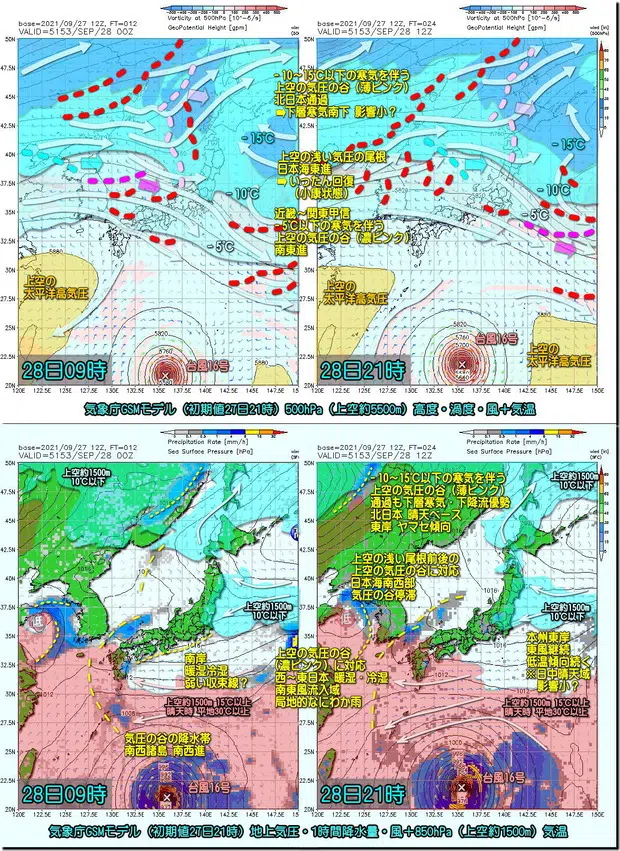 Vorticity at 500hPa [10^-6/s]
base=2021/09/27 12Z, FT=012
GeoPotential Height [gpm]
VALID=5153/SEP/28 00Z
-15℃
-10℃
-5℃
5880
上空の
太平洋高気圧
5820
5760
台風16号
28日09時
Vorticity at 500hPa [10^-6/s]
base=2021/09/27 12Z, FT=024
GeoPotential Height [gpm]
VALID=5153/SEP/28 12Z
-10~15℃以下の寒気を伴う
上空の気圧の谷(薄ピンク)
北日本通過
➡下層寒気南下 影響小?
-15℃
上空の浅い気圧の尾根
日本海東進
➡いったん回復
(小康状態)
-10℃
近畿~関東甲信
-5℃以下の寒気を伴う
上空の気圧の谷(濃ピンク)
南東進
-5℃
5880
上空の
太平洋高気圧
5820
5760
5700
台風16号
上空の
太平洋高気圧
28日21時
気象庁GSMモデル(初期値27日21時)500hPa(上空約5500m)高度・渦度・風+気温
base=2021/09/27 12Z, FT=012
Precipitation Rate [mm/h]
VALID=5153/SEP/28 00Z
Sea Surface Pressure [hPa]
上空約1500m
10℃以下
低
1016
上空約1500m
10℃以下
南岸
暖湿冷湿
弱い収束線?
上空約1500m 15℃以上
晴天時 平地30℃以上
1008
気圧の谷の降水帯
南西諸島 南西進
28日09時
base=2021/09/27 12Z, FT=024
Precipitation Rate [mm/h]
VALID=5153/SEP/28 12Z
Sea Surface Pressure [hPa]
上空約1500m
10℃以下
-10~15℃以下の寒気を伴う
上空の気圧の谷(薄ピンク)
通過も下層寒気・下降流優勢
北日本 晴天ベース
東岸 ヤマセ傾向
上空の浅い尾根前後の
上空の気圧の谷に対応
日本海南西部
気圧の谷停滞
低
1016
上空約1500m
10℃以下
上空の気圧の谷
(濃ピンク)に対応
西~東日本 暖湿 冷湿
南東風流入域
局地的なにわか雨
本州東岸
東風継続
低温傾向続く
※日中晴天域
影響小?
上空約1500m 15℃以上
晴天時 平地30℃以上
台風16号
28日21時
気象庁GSMモデル(初期値27日21時)地上気圧・1時間降水量・風+850hPa(上空約1500m)気温